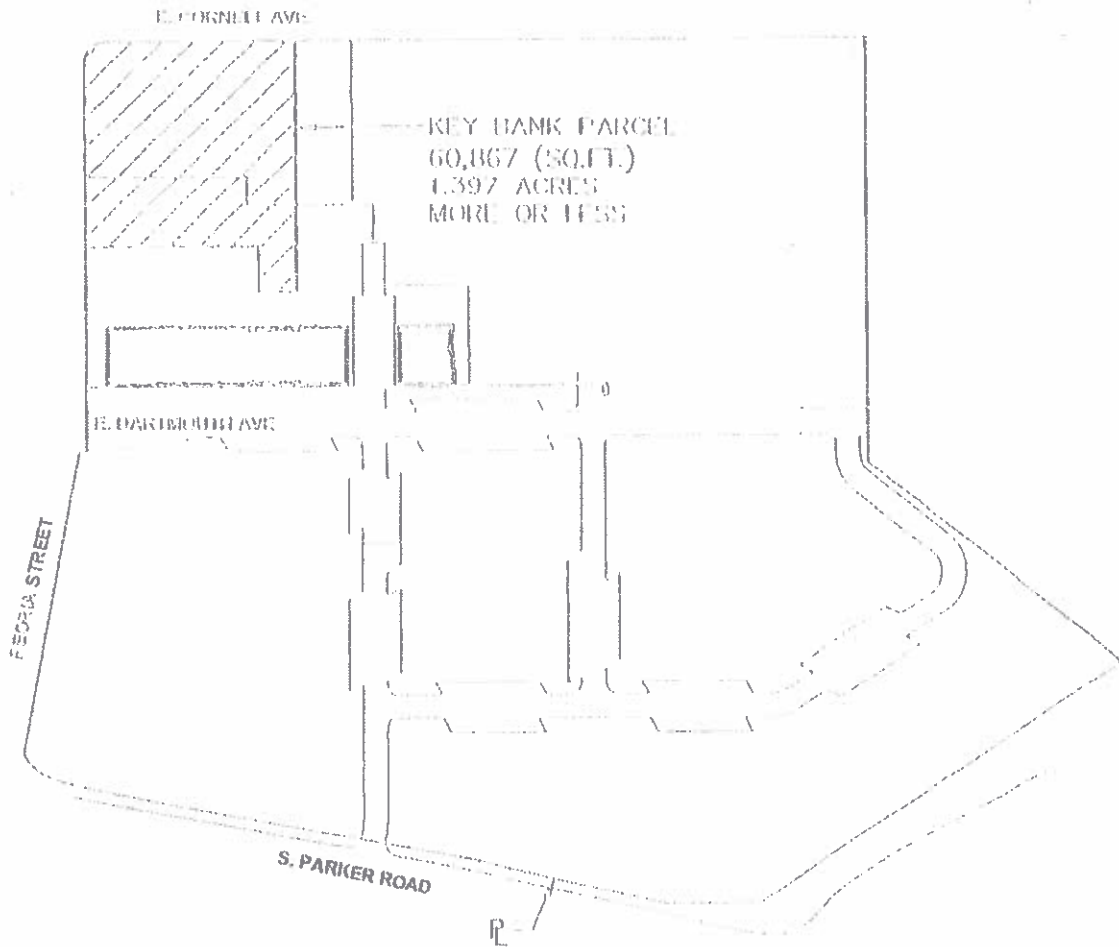 E. CORNELL AVE
KEY BANK PARCEL
60,867 (SQ.FT.)
1.397 ACRES
MORE OR LESS
E. DARTMOUTH AVE
PEORIA STREET
S. PARKER ROAD
PL